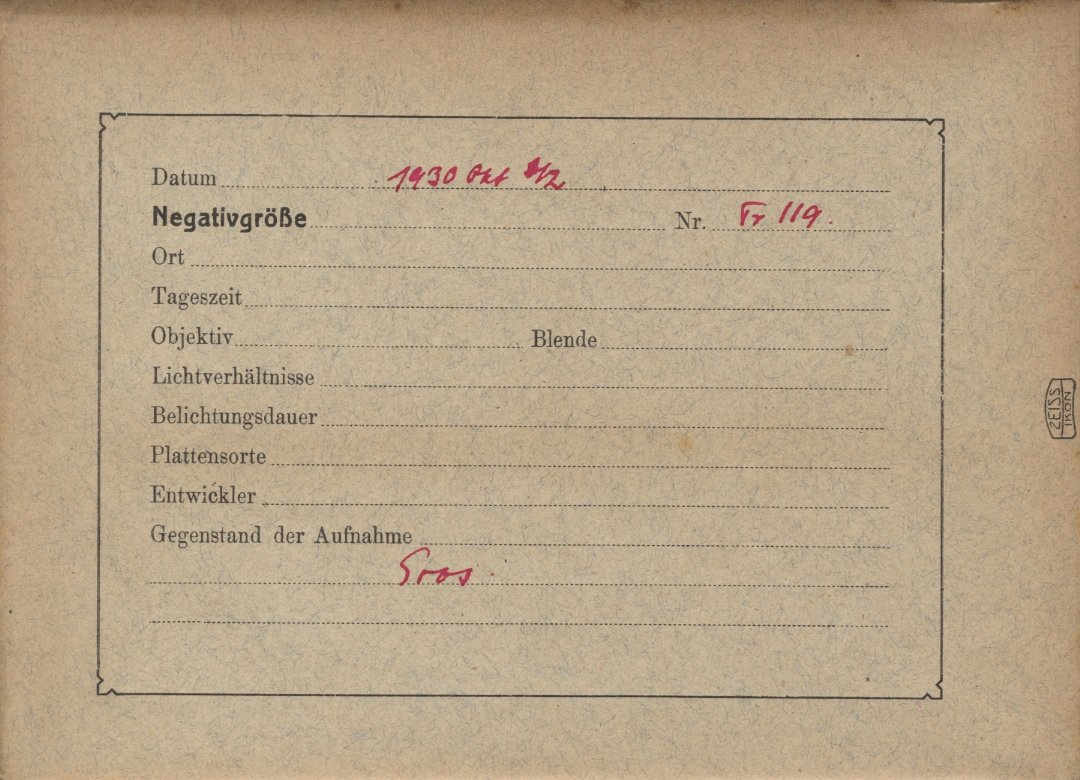 Datum 1930 Okt
Negativgröße Nr. Tr 119.
Ort
Tageszeit
Objektiv Blende
Lichtverhältnisse
Belichtungsdauer
Plattensorte
Entwickler
Gegenstand der Aufnahme
Eros.
ZEISS
IKON